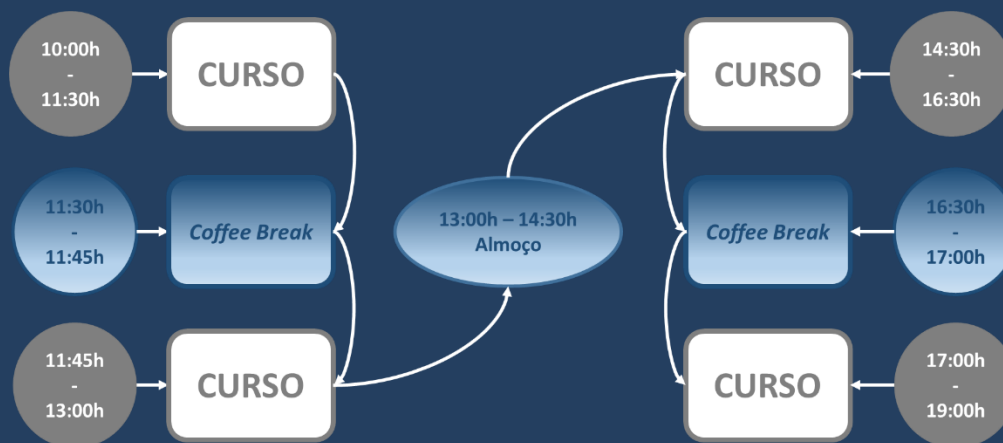 10:00h
-
11:30h
CURSO
11:30h
-
11:45h
Coffee Break
11:45h
-
13:00h
CURSO
13:00h – 14:30h
Almoço
14:30h
-
16:30h
CURSO
16:30h
-
17:00h
Coffee Break
17:00h
-
19:00h
CURSO